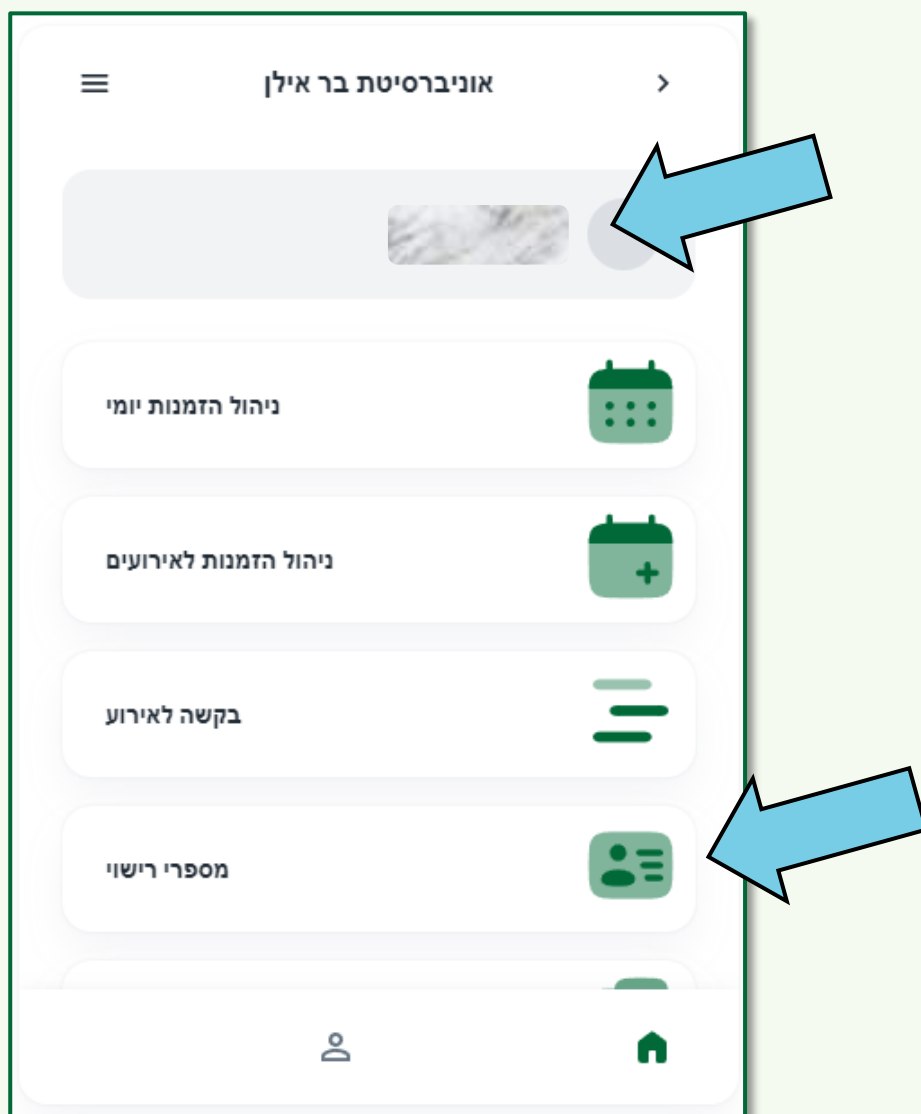 אוניברסיטת בר אילן
ניהול הזמנות יומי
ניהול הזמנות לאירועים
בקשה לאירוע
מספרי רישוי